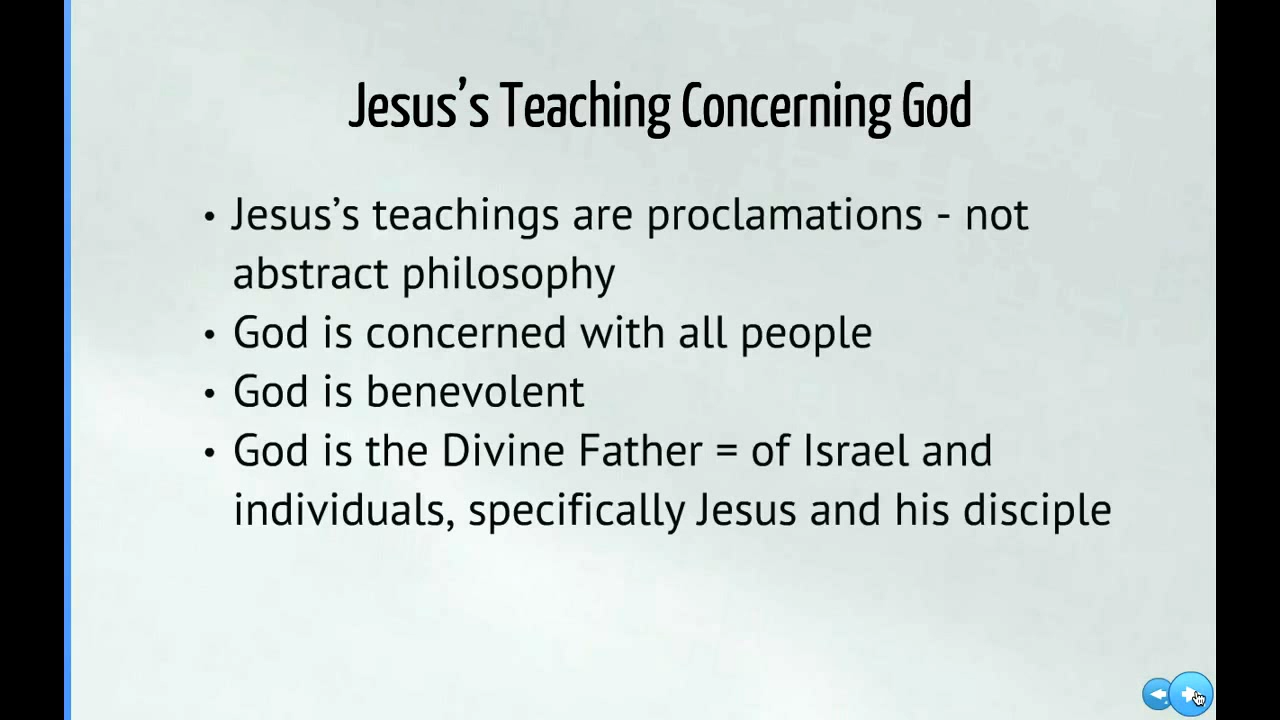 Jesus’s Teaching Concerning God
• Jesus’s teachings are proclamations - not
abstract philosophy
• God is concerned with all people
• God is benevolent
• God is the Divine Father = of Israel and
individuals, specifically Jesus and his disciple